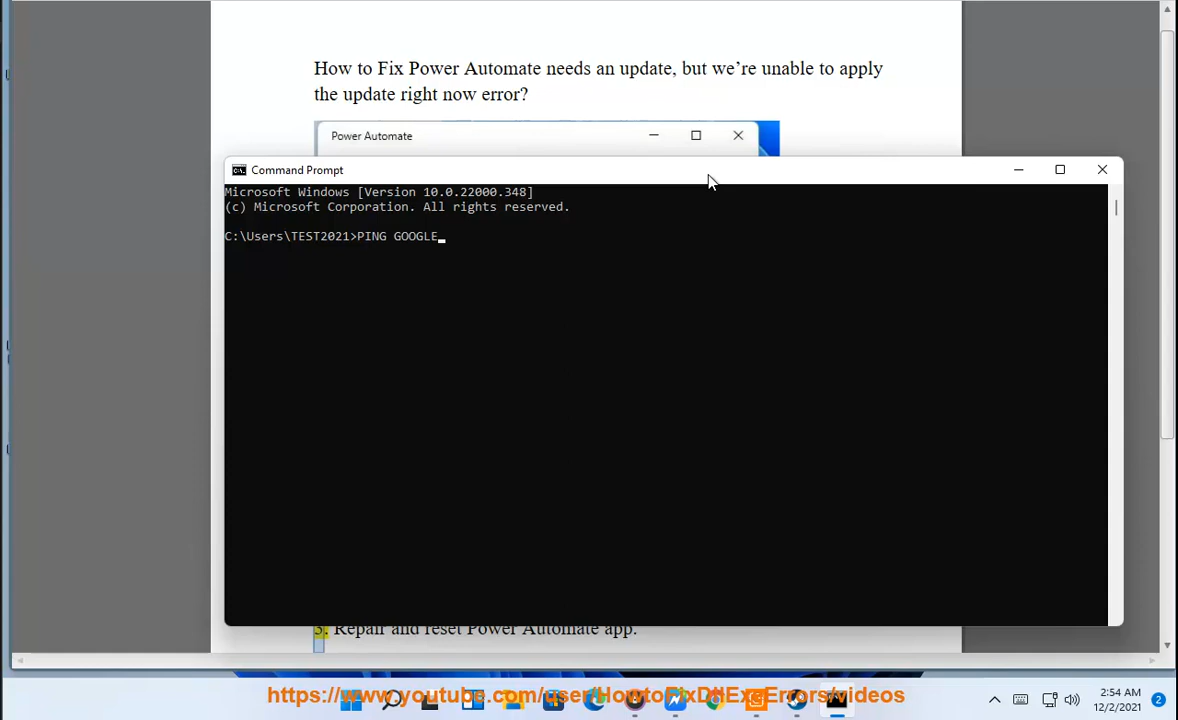 How to Fix Power Automate needs an update, but we're unable to apply
the update right now error?
Power Automate
Command Prompt
Microsoft Windows [Version 10.0.22000.348]
(c) Microsoft Corporation. All rights reserved.
C:\Users\TEST2021>PING GOOGLE
5. Repair and reset Power Automate app.
https://www.youtube.com/user/HowtoFixDllExeErrors/videos
2:54 AM
12/2/2021
2